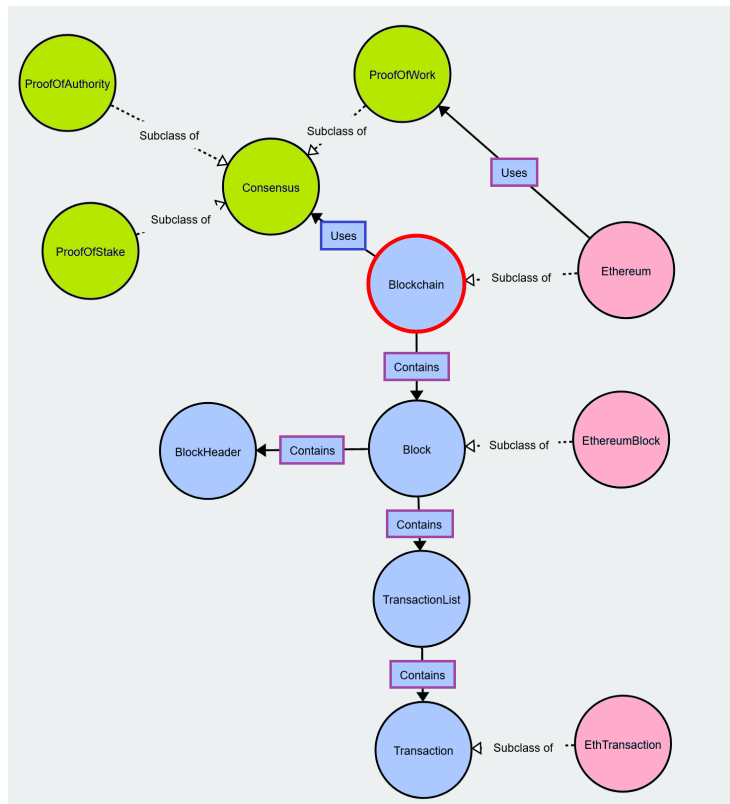 ProofOfAuthority
ProofOfWork
Subclass of
Subclass of
Uses
Consensus
Subclass of
ProofOfStake
Uses
Ethereum
Blockchain
Subclass of
Contains
BlockHeader
Contains
Block
Subclass of
EthereumBlock
Contains
TransactionList
Contains
Transaction
Subclass of
EthTransaction